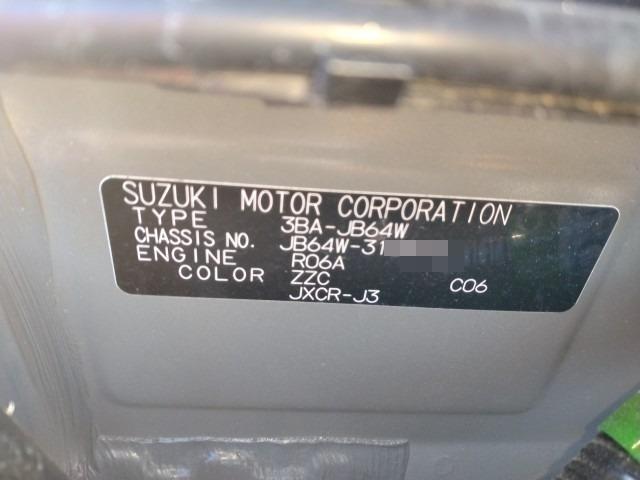 SUZUKI MOTOR CORPORATION
TYPE 3BA-JB64W
CHASSIS NO. JB64W-31
ENGINE R06A
COLOR ZZC C06
JXCR-J3